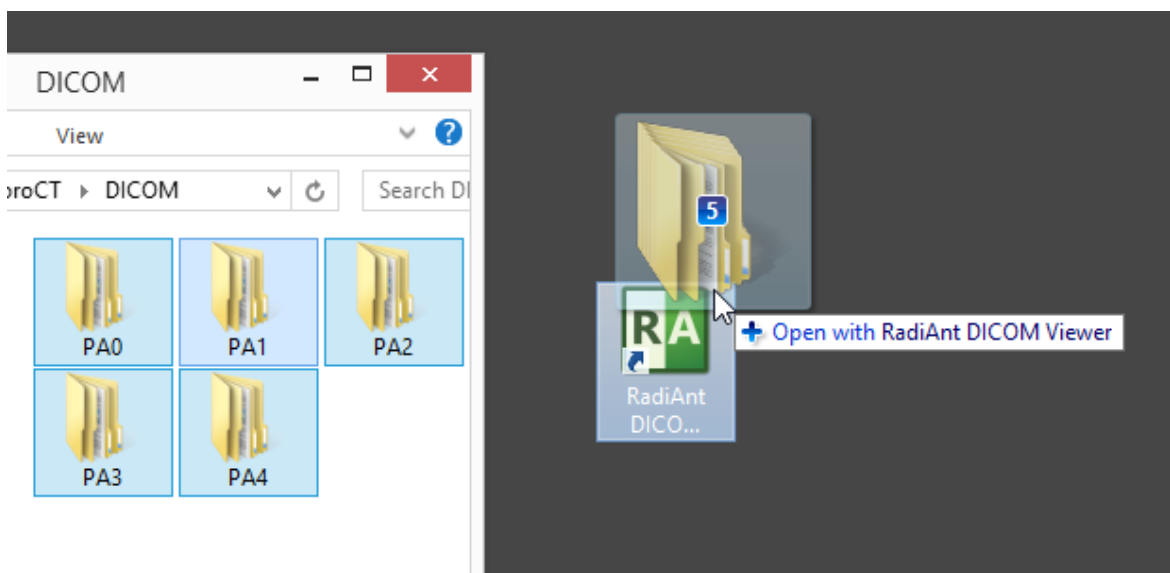 DICOM
View
proCT ▸ DICOM
Search DI
PA0 PA1 PA2
PA3 PA4
5
RA
Open with RadiAnt DICOM Viewer
RadiAnt
DICO...